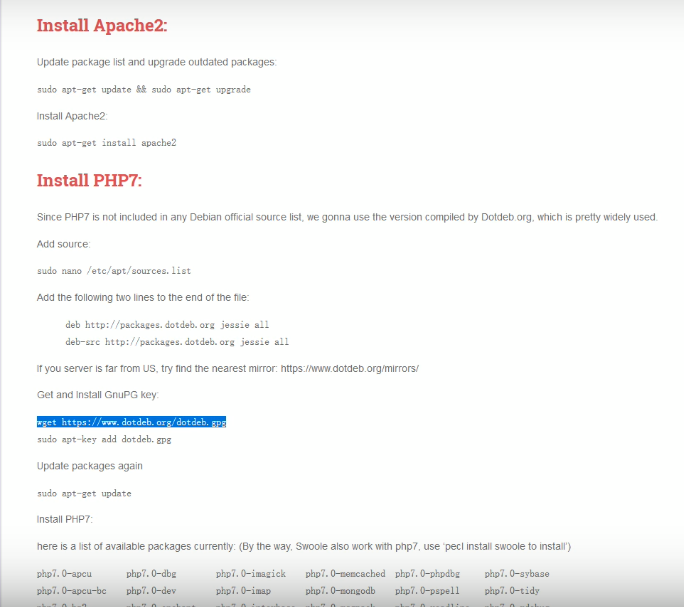 Install Apache2:
Update package list and upgrade outdated packages:
sudo apt-get update && sudo apt-get upgrade
Install Apache2:
sudo apt-get install apache2
Install PHP7:
Since PHP7 is not included in any Debian official source list, we gonna use the version compiled by Dotdeb.org, which is pretty widely used.
Add source:
sudo nano /etc/apt/sources.list
Add the following two lines to the end of the file:
deb http://packages.dotdeb.org jessie all
deb-src http://packages.dotdeb.org jessie all
If you server is far from US, try find the nearest mirror: https://www.dotdeb.org/mirrors/
Get and Install GnuPG key:
wget https://www.dotdeb.org/dotdeb.gpg
sudo apt-key add dotdeb.gpg
Update packages again
sudo apt-get update
Install PHP7:
here is a list of available packages currently: (By the way, Swoole also work with php7, use 'pecl install swoole to install')
php7.0-apcu php7.0-dbg php7.0-imagick php7.0-memcached php7.0-phpdbg php7.0-sybase
php7.0-apcu-bc php7.0-dev php7.0-imap php7.0-mongodb php7.0-pspell php7.0-tidy